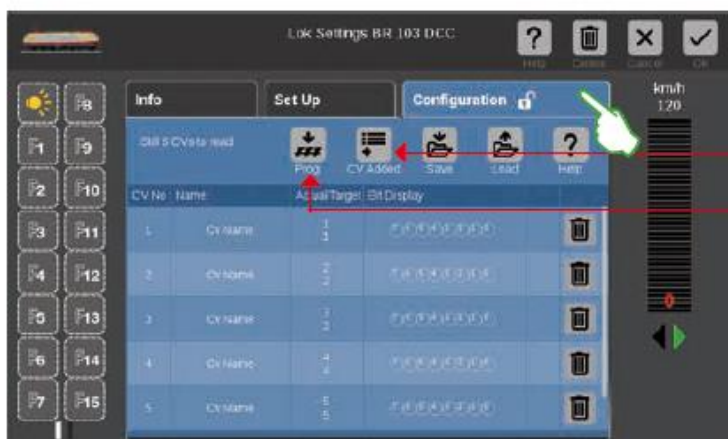 Lok Settings BR 103 DCC
Help
Delete
Cancel
OK
km/h
120
F8
Info
Set Up
Configuration
F1
F9
Still 5 CVs to read
Prog
CV Added
Save
Load
Help
F2
F10
CV No Name Actual/Target Bit Display
F3
F11
1 Cv Name 1
1
F4
F12
2 Cv Name 2
2
0
F5
F13
3 Cv Name 3
3
F6
F14
4 Cv Name 4
4
F7
F15
5 Cv Name 5
5